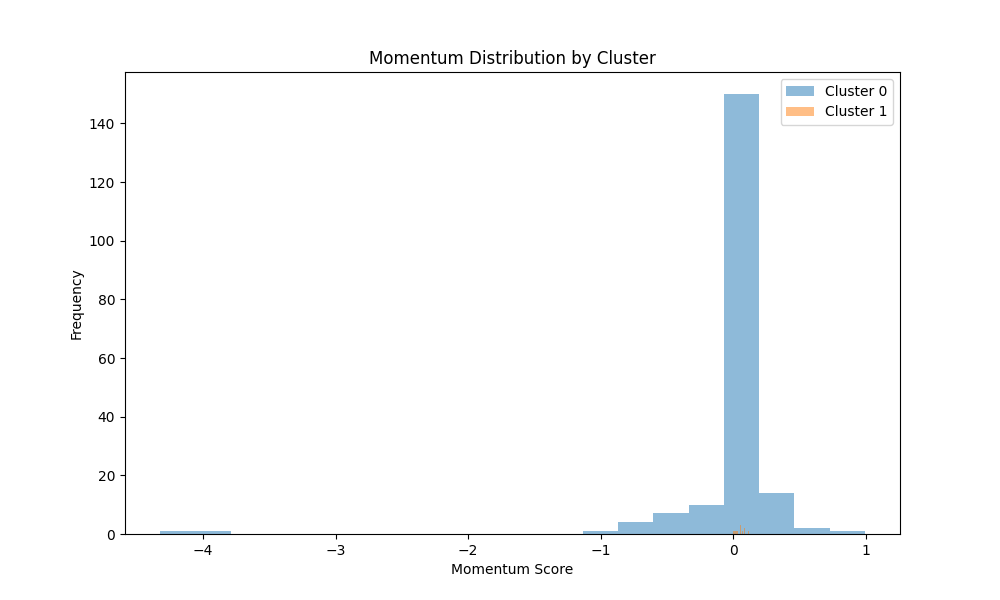 Momentum Distribution by Cluster
Cluster 0
Cluster 1
140
120
100
80
60
40
20
0
−4
−3
−2
−1
0
1
Frequency
Momentum Score